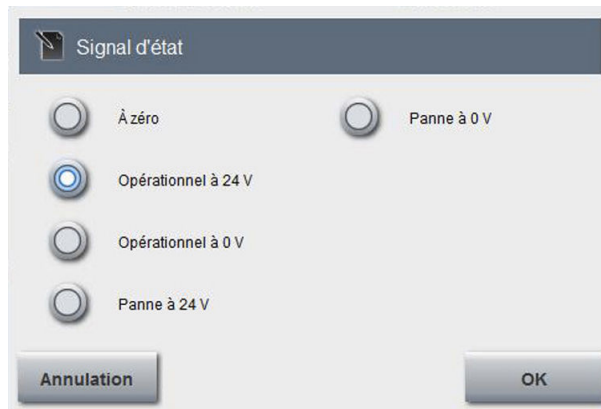 Signal d'état
À zéro
Panne à 0 V
Opérationnel à 24 V
Opérationnel à 0 V
Panne à 24 V
Annulation
OK